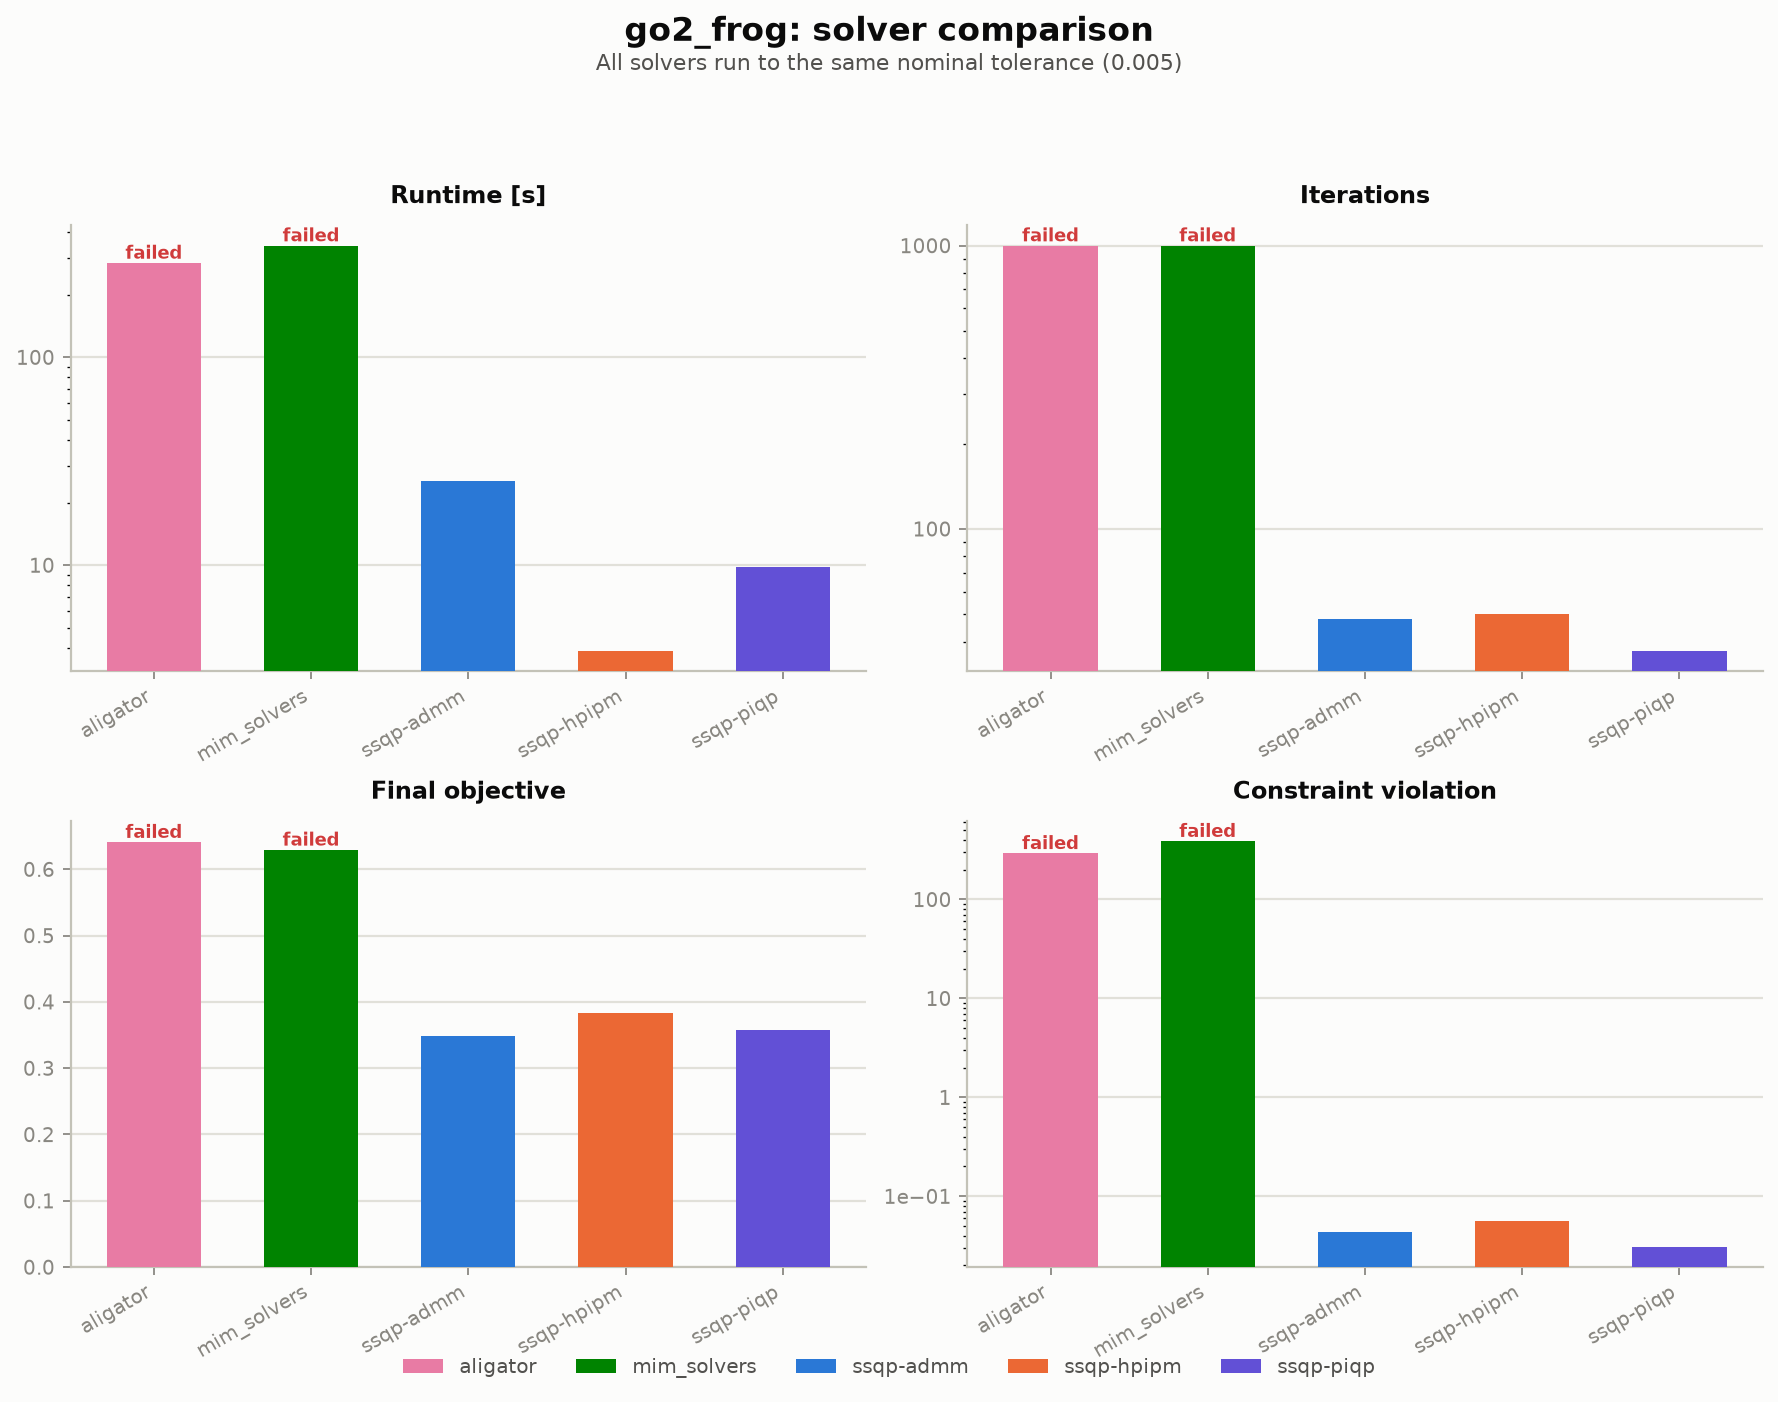 go2_frog: solver comparison
All solvers run to the same nominal tolerance (0.005)
Runtime [s]
failed
failed
100
10
aligator
mim_solvers
ssqp-admm
ssqp-hpipm
ssqp-piqp
Iterations
failed
failed
1000
100
aligator
mim_solvers
ssqp-admm
ssqp-hpipm
ssqp-piqp
Final objective
failed
failed
0.6
0.5
0.4
0.3
0.2
0.1
0.0
aligator
mim_solvers
ssqp-admm
ssqp-hpipm
ssqp-piqp
Constraint violation
failed
failed
100
10
1
1e−01
aligator
mim_solvers
ssqp-admm
ssqp-hpipm
ssqp-piqp
aligator mim_solvers ssqp-admm ssqp-hpipm ssqp-piqp